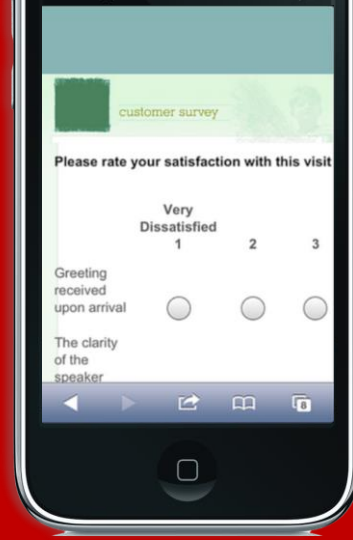 customer survey
Please rate your satisfaction with this visit
Very
Dissatisfied
1 2 3
Greeting
received
upon arrival
The clarity
of the
speaker
8